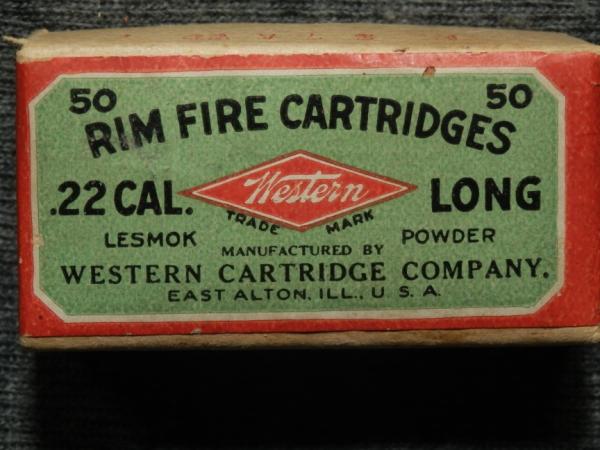 50 50
RIM FIRE CARTRIDGES
.22 CAL. Western LONG
TRADE MARK
LESMOK POWDER
MANUFACTURED BY
WESTERN CARTRIDGE COMPANY.
EAST ALTON, ILL., U. S. A.